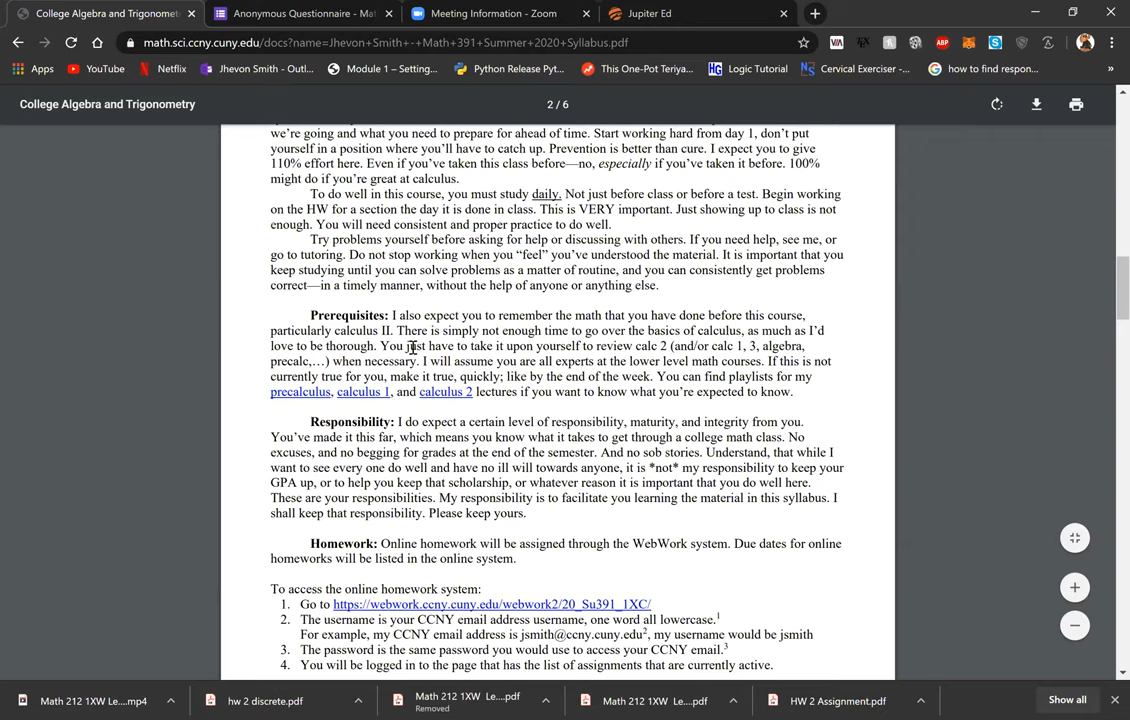 College Algebra and Trigonomet
Anonymous Questionnaire - Mat
Meeting Information - Zoom
Jupiter Ed
math.sci.ccny.cuny.edu/docs?name=Jhevon Smith - Math 391 Summer 2020 Syllabus.pdf
Apps
YouTube
Netflix
Jhevon Smith - Outl...
Module 1 – Setting...
Python Release Pyt...
This One-Pot Teriya...
Logic Tutorial
Cervical Exerciser -...
how to find respon...
College Algebra and Trigonometry
2 / 6
we're going and what you need to prepare for ahead of time. Start working hard from day 1, don't put
yourself in a position where you'll have to catch up. Prevention is better than cure. I expect you to give
110% effort here. Even if you've taken this class before—no, especially if you've taken it before. 100%
might do if you're great at calculus.
To do well in this course, you must study daily. Not just before class or before a test. Begin working
on the HW for a section the day it is done in class. This is VERY important. Just showing up to class is not
enough. You will need consistent and proper practice to do well.
Try problems yourself before asking for help or discussing with others. If you need help, see me, or
go to tutoring. Do not stop working when you “feel” you've understood the material. It is important that you
keep studying until you can solve problems as a matter of routine, and you can consistently get problems
correct—in a timely manner, without the help of anyone or anything else.
Prerequisites: I also expect you to remember the math that you have done before this course,
particularly calculus II. There is simply not enough time to go over the basics of calculus, as much as I'd
love to be thorough. You just have to take it upon yourself to review calc 2 (and/or calc 1, 3, algebra,
precalc,…) when necessary. I will assume you are all experts at the lower level math courses. If this is not
currently true for you, make it true, quickly; like by the end of the week. You can find playlists for my
precalculus, calculus 1, and calculus 2 lectures if you want to know what you're expected to know.
Responsibility: I do expect a certain level of responsibility, maturity, and integrity from you.
You've made it this far, which means you know what it takes to get through a college math class. No
excuses, and no begging for grades at the end of the semester. And no sob stories. Understand, that while I
want to see every one do well and have no ill will towards anyone, it is *not* my responsibility to keep your
GPA up, or to help you keep that scholarship, or whatever reason it is important that you do well here.
These are your responsibilities. My responsibility is to facilitate you learning the material in this syllabus. I
shall keep that responsibility. Please keep yours.
Homework: Online homework will be assigned through the WebWork system. Due dates for online
homeworks will be listed in the online system.
To access the online homework system:
1. Go to https://webwork.ccny.cuny.edu/webwork2/20_Su391_1XC/
2. The username is your CCNY email address username, one word all lowercase.1
For example, my CCNY email address is jsmith@ccny.cuny.edu2, my username would be jsmith
3. The password is the same password you would use to access your CCNY email.3
4. You will be logged in to the page that has the list of assignments that are currently active.
Math 212 1XW Le....mp4
hw 2 discrete.pdf
Math 212 1XW Le....pdf
Removed
Math 212 1XW Le....pdf
HW 2 Assignment.pdf
Show all